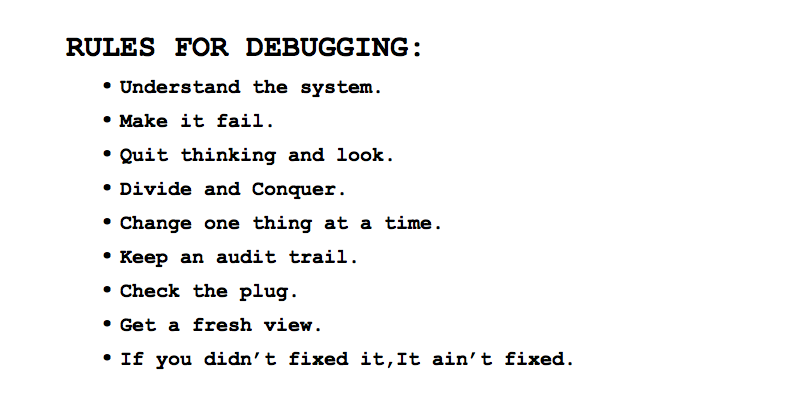 RULES FOR DEBUGGING:
• Understand the system.
• Make it fail.
• Quit thinking and look.
• Divide and Conquer.
• Change one thing at a time.
• Keep an audit trail.
• Check the plug.
• Get a fresh view.
• If you didn’t fixed it,It ain’t fixed.